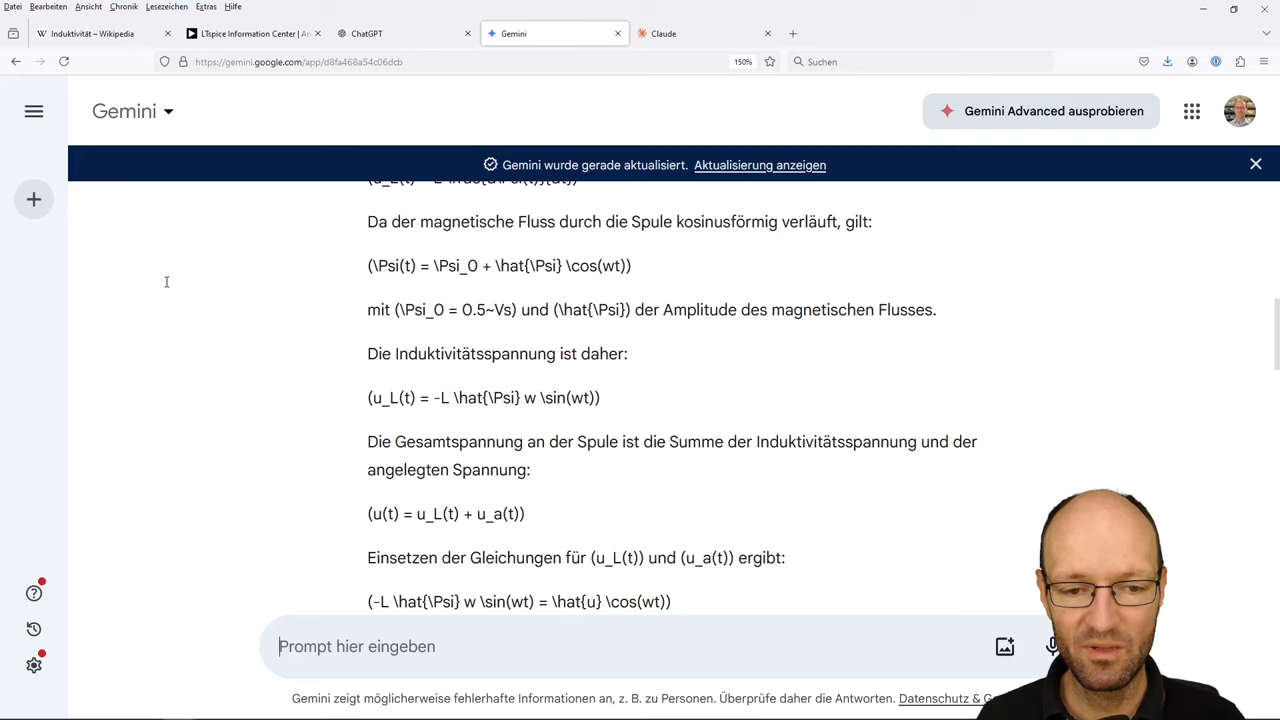 Datei Bearbeiten Ansicht Chronik Lesezeichen Extras Hilfe
Induktivität – Wikipedia
LTspice Information Center | An
ChatGPT
Gemini
Claude
https://gemini.google.com/app/d8fa468a54c06dcb
150%
Suchen
Gemini
Gemini Advanced ausprobieren
Gemini wurde gerade aktualisiert. Aktualisierung anzeigen
Da der magnetische Fluss durch die Spule kosinusförmig verläuft, gilt:
(\Psi(t) = \Psi_0 + \hat{\Psi} \cos(wt))
mit (\Psi_0 = 0.5~Vs) und (\hat{\Psi}) der Amplitude des magnetischen Flusses.
Die Induktivitätsspannung ist daher:
(u_L(t) = -L \hat{\Psi} w \sin(wt))
Die Gesamtspannung an der Spule ist die Summe der Induktivitätsspannung und der
angelegten Spannung:
(u(t) = u_L(t) + u_a(t))
Einsetzen der Gleichungen für (u_L(t)) und (u_a(t)) ergibt:
(-L \hat{\Psi} w \sin(wt) = \hat{u} \cos(wt))
Prompt hier eingeben
Gemini zeigt möglicherweise fehlerhafte Informationen an, z. B. zu Personen. Überprüfe daher die Antworten. Datenschutz &